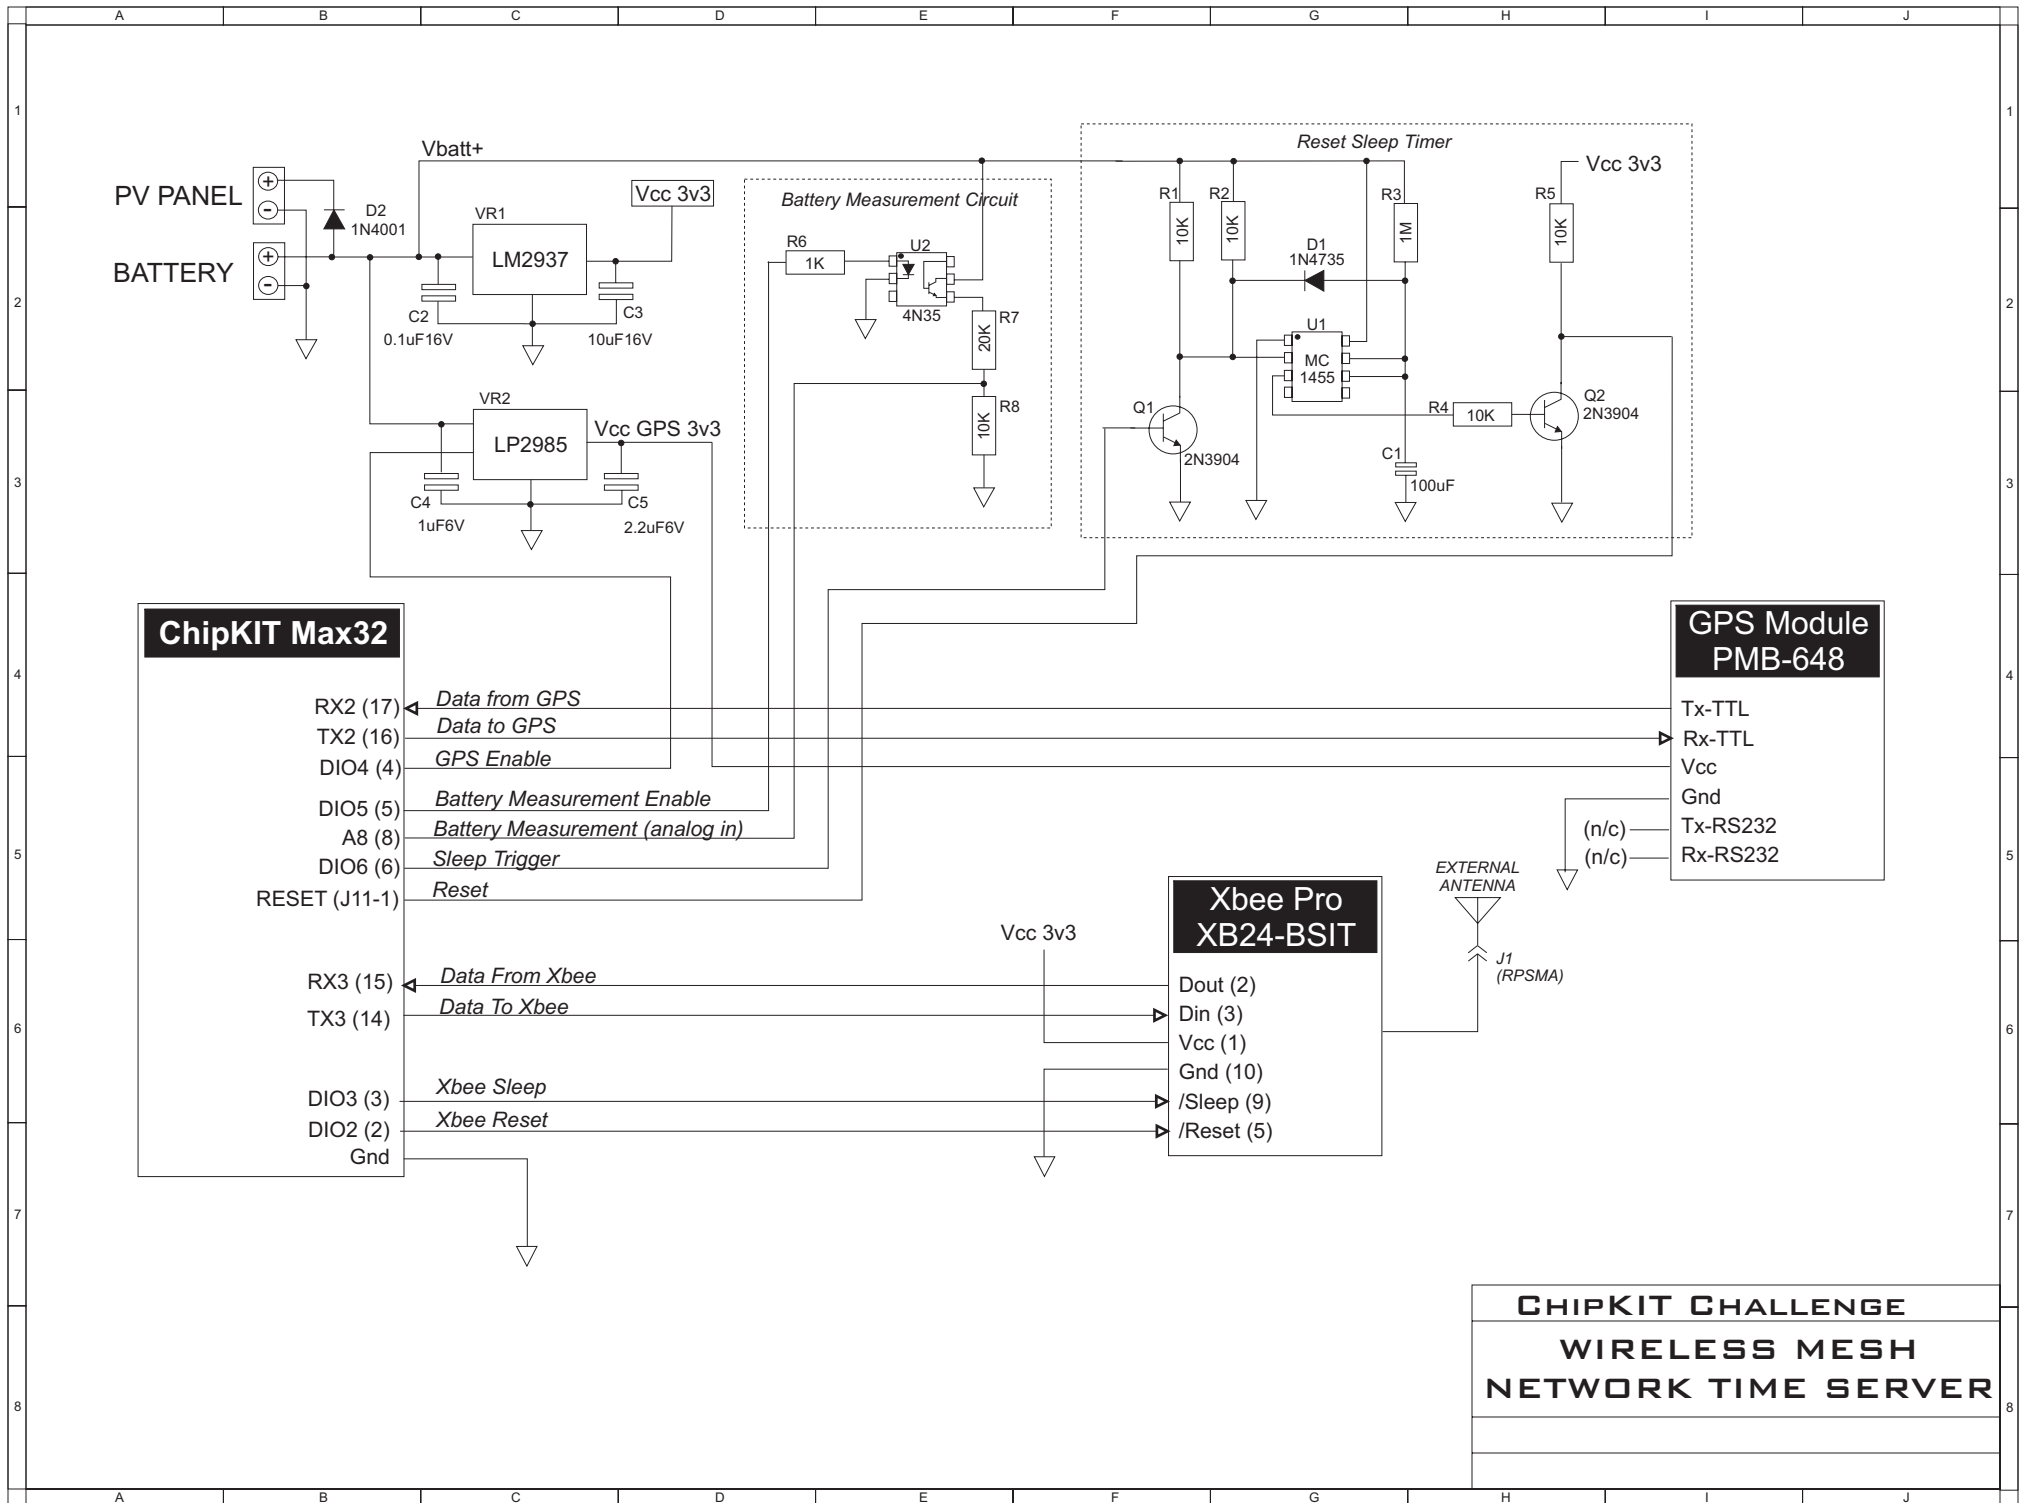 A B C D E F G H I J
1 1
2 2
3 3
4 4
5 5
6 6
7 7
8 8
PV PANEL
BATTERY
D2
1N4001
Vbatt+
VR1
LM2937
Vcc 3v3
C2
0.1uF16V
C3
10uF16V
VR2
LP2985
Vcc GPS 3v3
C4
1uF6V
C5
2.2uF6V
Battery Measurement Circuit
R6
1K
U2
4N35
R7
20K
R8
10K
Reset Sleep Timer
R1
10K
R2
10K
D1
1N4735
R3
1M
R5
10K
Vcc 3v3
U1
MC
1455
Q1
2N3904
R4
10K
Q2
2N3904
C1
100uF
ChipKIT Max32
RX2 (17)
Data from GPS
TX2 (16)
Data to GPS
DIO4 (4)
GPS Enable
DIO5 (5)
Battery Measurement Enable
A8 (8)
Battery Measurement (analog in)
DIO6 (6)
Sleep Trigger
RESET (J11-1)
Reset
RX3 (15)
Data From Xbee
TX3 (14)
Data To Xbee
DIO3 (3)
Xbee Sleep
DIO2 (2)
Xbee Reset
Gnd
GPS Module
PMB-648
Tx-TTL
Rx-TTL
Vcc
Gnd
(n/c) Tx-RS232
(n/c) Rx-RS232
Vcc 3v3
Xbee Pro
XB24-BSIT
Dout (2)
Din (3)
Vcc (1)
Gnd (10)
/Sleep (9)
/Reset (5)
EXTERNAL
ANTENNA
J1
(RPSMA)
CHIPKIT CHALLENGE
WIRELESS MESH
NETWORK TIME SERVER
A B C D E F G H I J